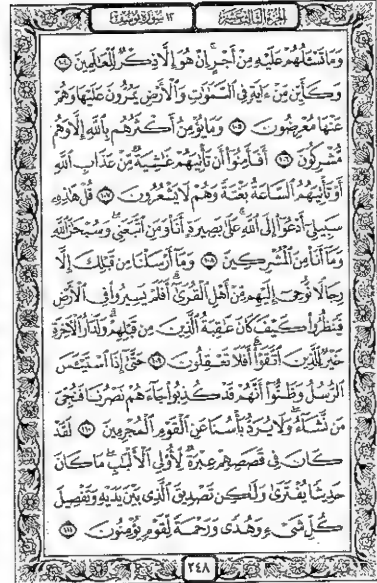 الجزء الثالث عشر ١٣ سورة يوسف
وَمَا تَسْـَٔلُهُمْ عَلَيْهِ مِنْ أَجْرٍ ۚ إِنْ هُوَ إِلَّا ذِكْرٌ لِّلْعَٰلَمِينَ ١٠٤
وَكَأَيِّن مِّنْ ءَايَةٍ فِى ٱلسَّمَٰوَٰتِ وَٱلْأَرْضِ يَمُرُّونَ عَلَيْهَا وَهُمْ
عَنْهَا مُعْرِضُونَ ١٠٥ وَمَا يُؤْمِنُ أَكْثَرُهُم بِٱللَّهِ إِلَّا وَهُم
مُّشْرِكُونَ ١٠٦ أَفَأَمِنُوٓا۟ أَن تَأْتِيَهُمْ غَٰشِيَةٌ مِّنْ عَذَابِ ٱللَّهِ
أَوْ تَأْتِيَهُمُ ٱلسَّاعَةُ بَغْتَةً وَهُمْ لَا يَشْعُرُونَ ١٠٧ قُلْ هَٰذِهِۦ
سَبِيلِىٓ أَدْعُوٓا۟ إِلَى ٱللَّهِ ۚ عَلَىٰ بَصِيرَةٍ أَنَا۠ وَمَنِ ٱتَّبَعَنِى ۖ وَسُبْحَٰنَ ٱللَّهِ
وَمَآ أَنَا۠ مِنَ ٱلْمُشْرِكِينَ ١٠٨ وَمَآ أَرْسَلْنَا مِن قَبْلِكَ إِلَّا
رِجَالًا نُّوحِىٓ إِلَيْهِم مِّنْ أَهْلِ ٱلْقُرَىٰٓ ۗ أَفَلَمْ يَسِيرُوا۟ فِى ٱلْأَرْضِ
فَيَنظُرُوا۟ كَيْفَ كَانَ عَٰقِبَةُ ٱلَّذِينَ مِن قَبْلِهِمْ ۗ وَلَدَارُ ٱلْءَاخِرَةِ
خَيْرٌ لِّلَّذِينَ ٱتَّقَوْا۟ ۗ أَفَلَا تَعْقِلُونَ ١٠٩ حَتَّىٰٓ إِذَا ٱسْتَيْـَٔسَ
ٱلرُّسُلُ وَظَنُّوٓا۟ أَنَّهُمْ قَدْ كُذِبُوا۟ جَآءَهُمْ نَصْرُنَا فَنُجِّىَ
مَن نَّشَآءُ ۖ وَلَا يُرَدُّ بَأْسُنَا عَنِ ٱلْقَوْمِ ٱلْمُجْرِمِينَ ١١٠ لَقَدْ
كَانَ فِى قَصَصِهِمْ عِبْرَةٌ لِّأُو۟لِى ٱلْأَلْبَٰبِ ۗ مَا كَانَ
حَدِيثًا يُفْتَرَىٰ وَلَٰكِن تَصْدِيقَ ٱلَّذِى بَيْنَ يَدَيْهِ وَتَفْصِيلَ
كُلِّ شَىْءٍ وَهُدًى وَرَحْمَةً لِّقَوْمٍ يُؤْمِنُونَ ١١١
٢٤٨